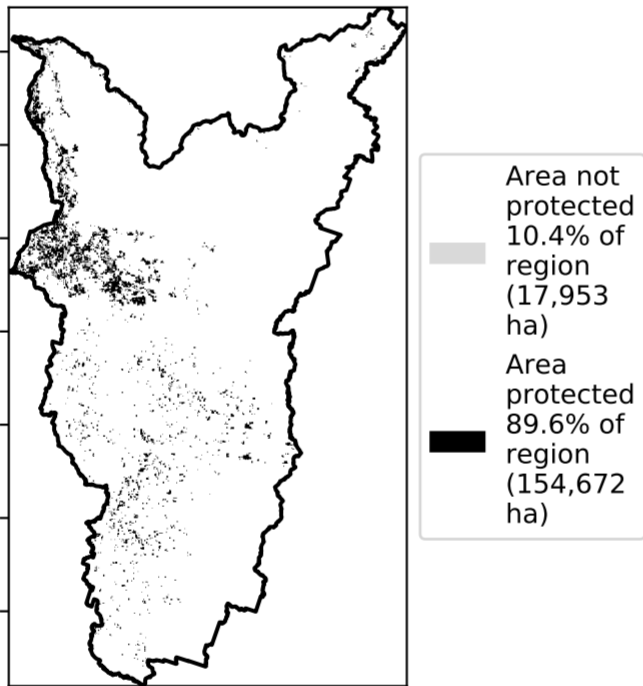 Area not
protected
10.4% of
region
(17,953
ha)
Area
protected
89.6% of
region
(154,672
ha)